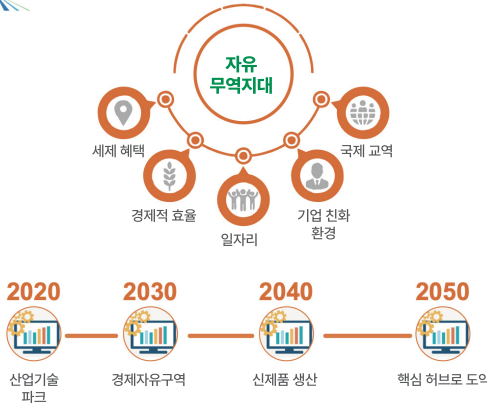 자유
무역지대
세제 혜택
국제 교역
경제적 효율
기업 친화
환경
일자리
2020
2030
2040
2050
산업기술
파크
경제자유구역
신제품 생산
핵심 허브로 도약